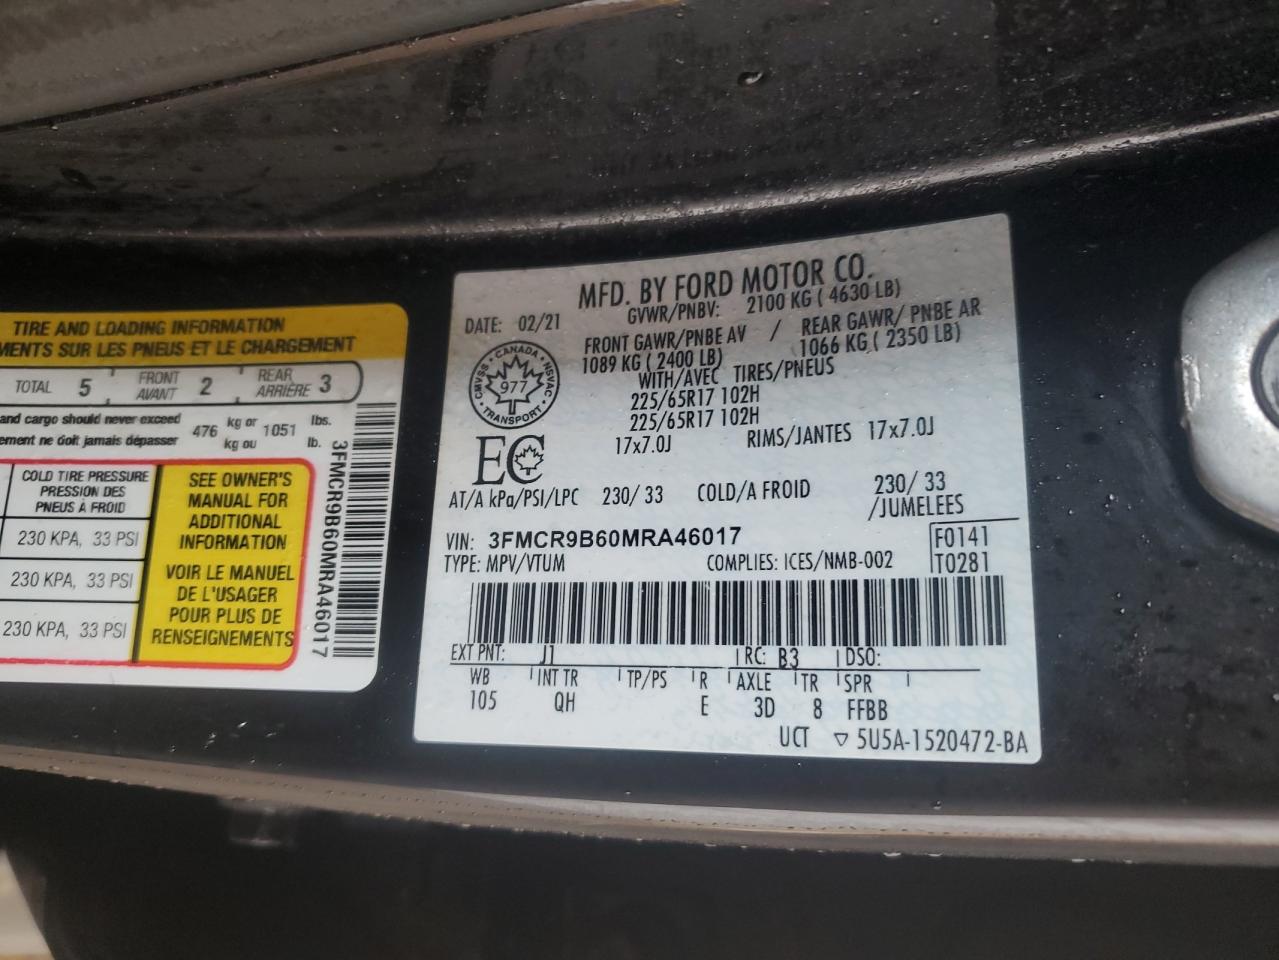 TIRE AND LOADING INFORMATION
MENTS SUR LES PNEUS ET LE CHARGEMENT
TOTAL 5 FRONT AVANT 2 REAR ARRIÈRE 3
and cargo should never exceed 476 kg or 1051 lbs.
ement ne doit jamais dépasser kg ou lb.
COLD TIRE PRESSURE
PRESSION DES
PNEUS À FROID
230 KPA, 33 PSI
230 KPA, 33 PSI
230 KPA, 33 PSI
SEE OWNER'S
MANUAL FOR
ADDITIONAL
INFORMATION
VOIR LE MANUEL
DE L'USAGER
POUR PLUS DE
RENSEIGNEMENTS
3FMCR9B60MRA46017
MFD. BY FORD MOTOR CO.
DATE: 02/21 GVWR/PNBV: 2100 KG ( 4630 LB)
FRONT GAWR/PNBE AV / REAR GAWR/ PNBE AR
1089 KG ( 2400 LB) 1066 KG ( 2350 LB)
WITH/AVEC TIRES/PNEUS
225/65R17 102H
225/65R17 102H
17x7.0J RIMS/JANTES 17x7.0J
CMVSS · CANADA · NSVAC
977
TRANSPORT
EC
AT/A kPa/PSI/LPC 230/ 33 COLD/A FROID 230/ 33
/JUMELEES
VIN: 3FMCR9B60MRA46017 F0141
TYPE: MPV/VTUM COMPLIES: ICES/NMB-002 T0281
EXT PNT: J1 RC: B3 DSO:
WB INT TR TP/PS R AXLE TR SPR
105 QH E 3D 8 FFBB
UCT ▽ 5U5A-1520472-BA